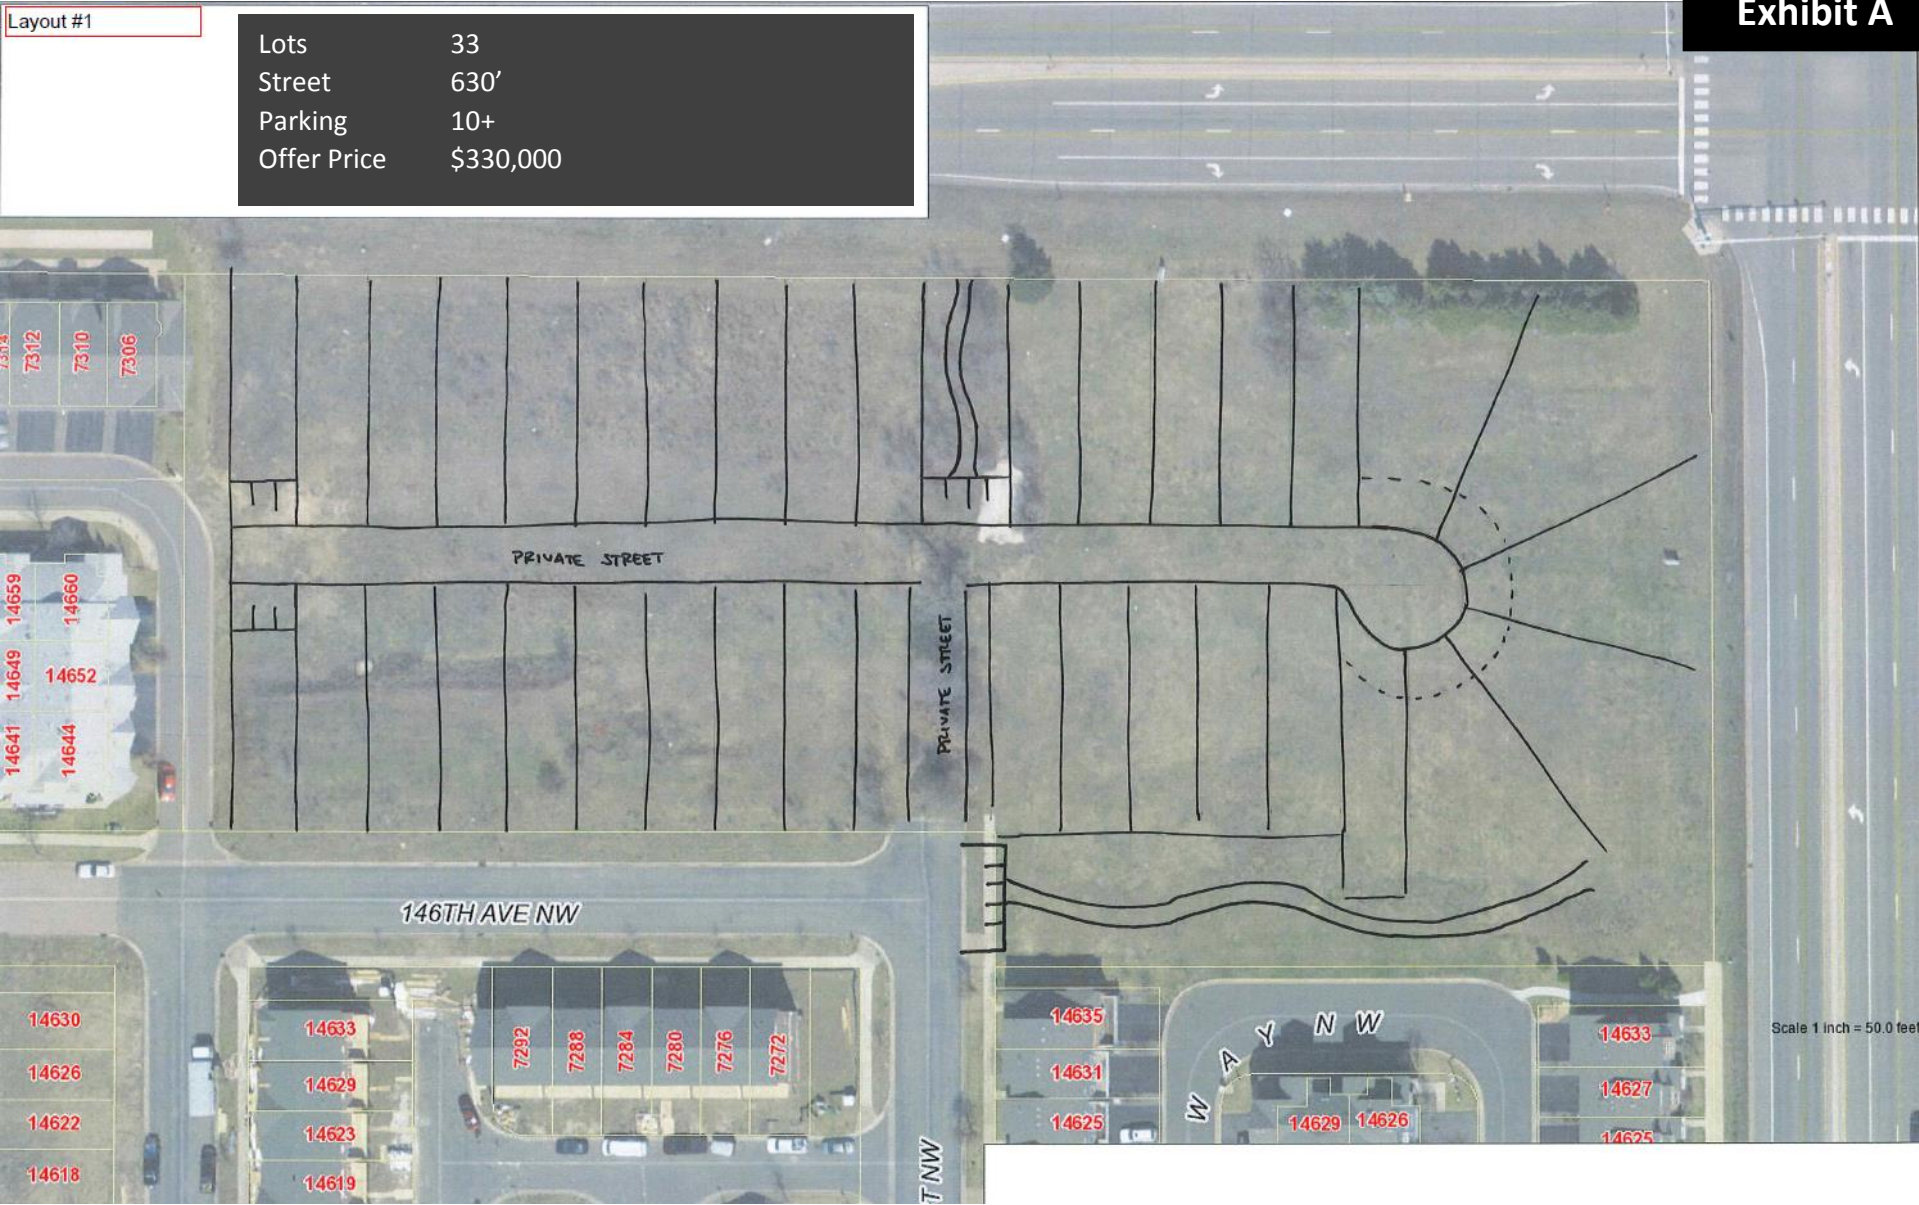 Layout #1
Exhibit A
Lots 33
Street 630’
Parking 10+
Offer Price $330,000
7312
7310
7306
PRIVATE STREET
14659
14660
14649
14652
14641
14644
PRIVATE STREET
146TH AVE NW
14630
14626
14622
14618
14633
14629
14623
14619
7292
7288
7284
7280
7276
7272
14635
14631
14625
WAY NW
14629
14626
14633
14627
14625
Scale 1 inch = 50.0 feet
T NW